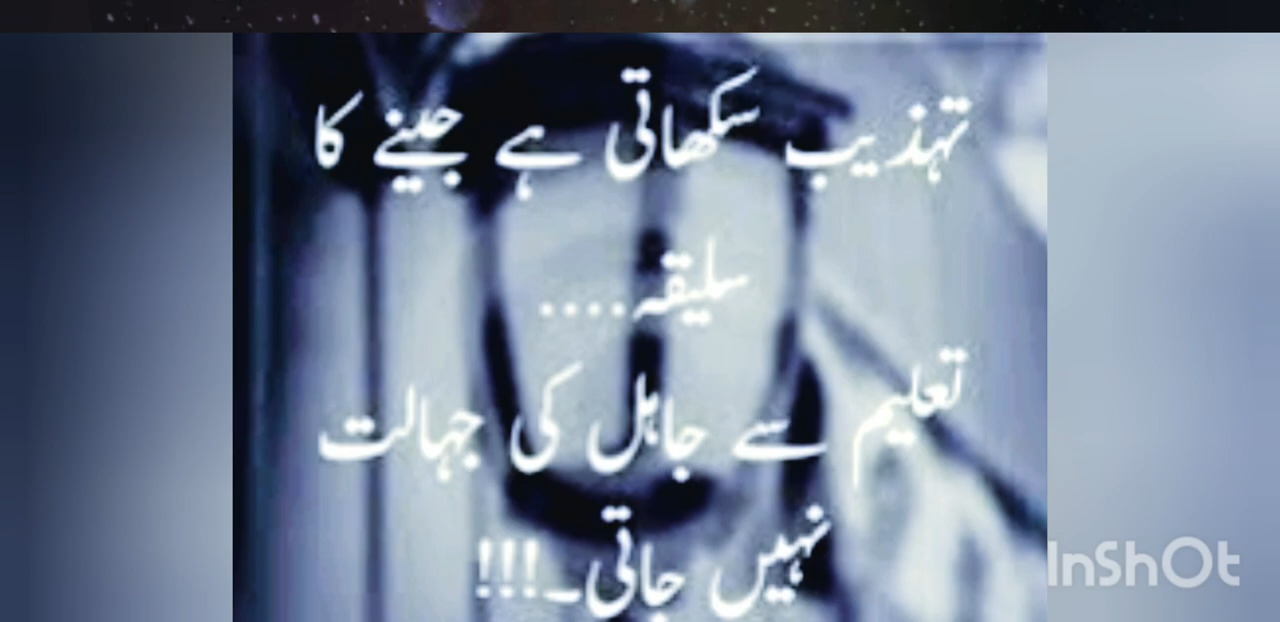 تہذیب سکھاتی ہے جینے کا
سلیقہ....
تعلیم سے جاہل کی جہالت
نہیں جاتی۔!!!
InShOt